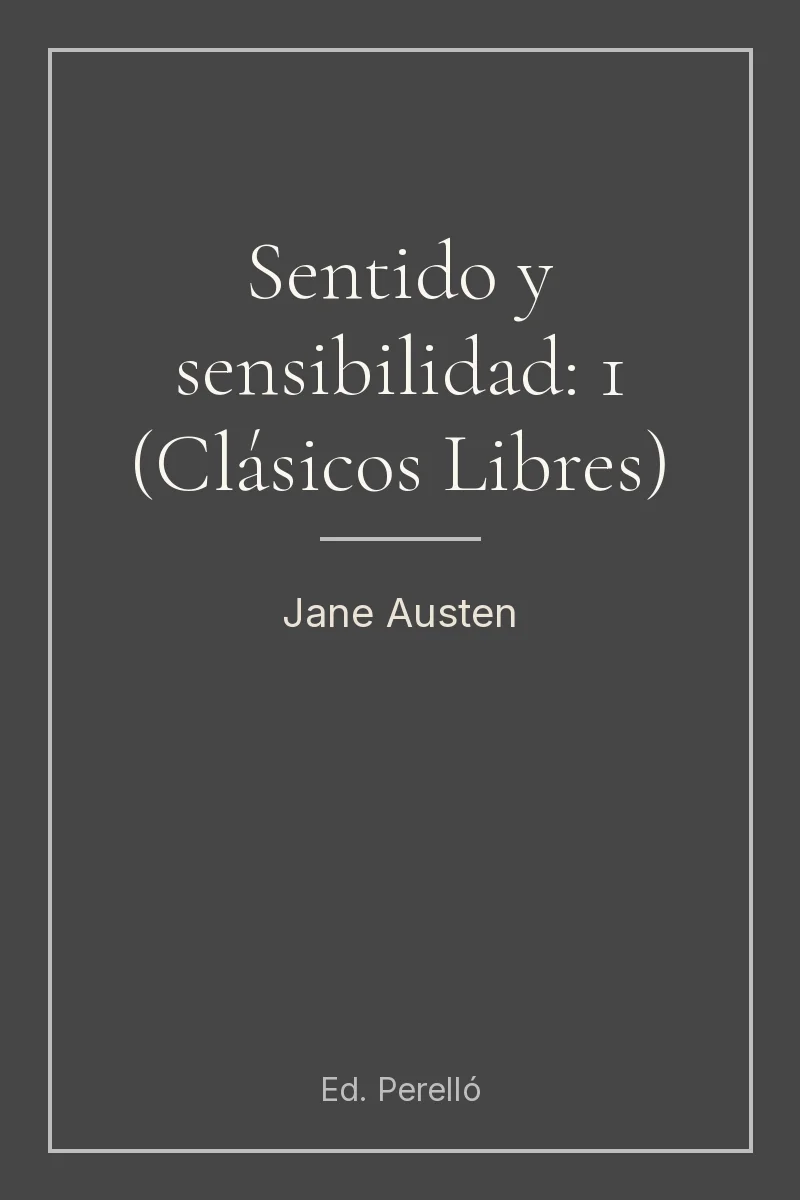 Sentido y
sensibilidad: 1
(Clásicos Libres)
Jane Austen
Ed. Perelló